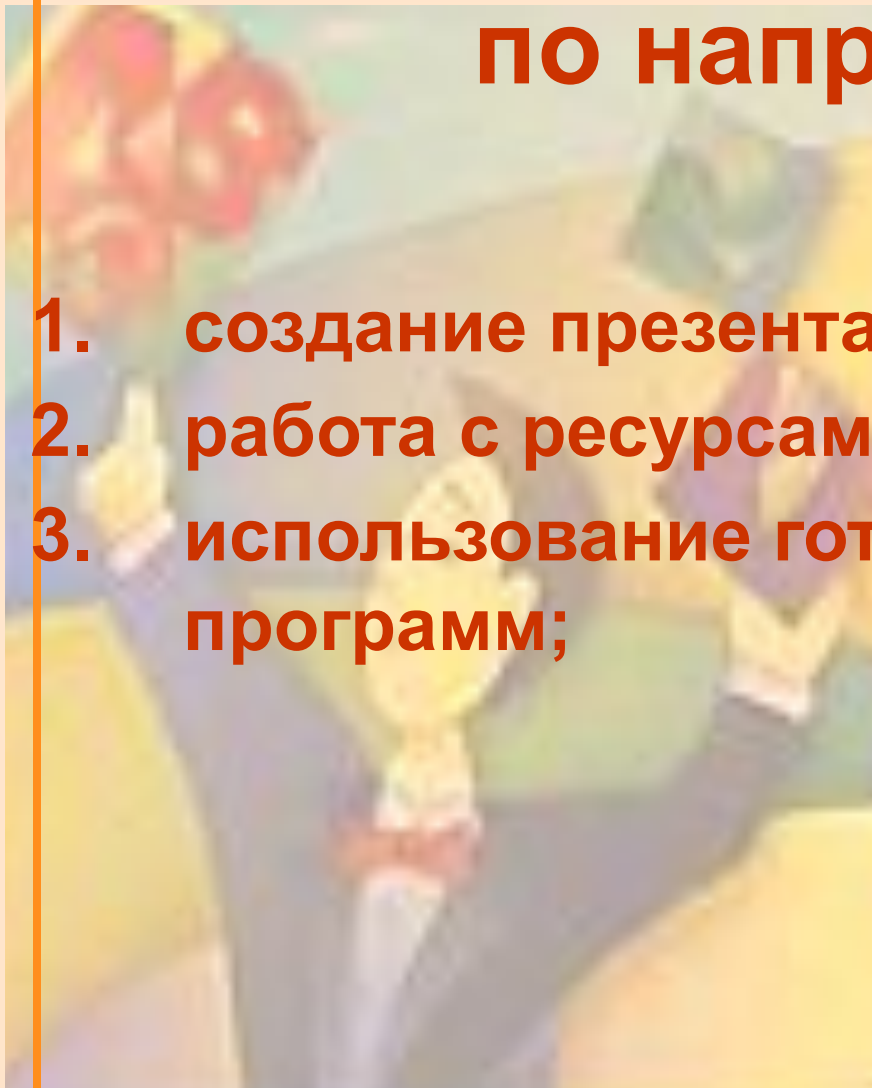 по напр
1. создание презента
2. работа с ресурсам
3. использование гот
программ;